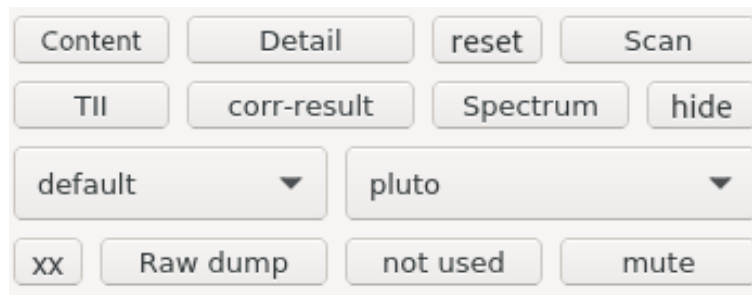 Content Detail reset Scan
TII corr-result Spectrum hide
default pluto
xx Raw dump not used mute